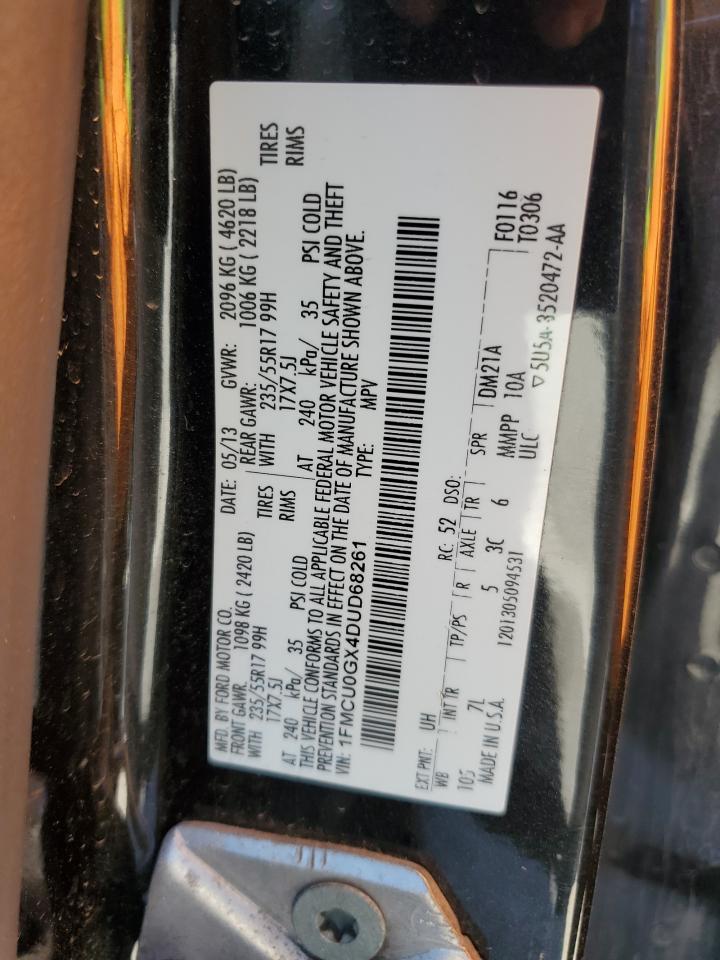 MFD. BY FORD MOTOR CO. DATE: 05/13 GVWR: 2096 KG ( 4620 LB)
FRONT GAWR: 1098 KG ( 2420 LB) REAR GAWR: 1006 KG ( 2218 LB)
WITH 235/55R17 99H TIRES WITH 235/55R17 99H TIRES
17X7.5J RIMS 17X7.5J RIMS
AT 240 kPa/ 35 PSI COLD AT 240 kPa/ 35 PSI COLD
THIS VEHICLE CONFORMS TO ALL APPLICABLE FEDERAL MOTOR VEHICLE SAFETY AND THEFT
PREVENTION STANDARDS IN EFFECT ON THE DATE OF MANUFACTURE SHOWN ABOVE.
VIN: 1FMCU0GX4DUD68261 TYPE: MPV
EXT PNT: UH RC: 52 DSO: F0116
WB INT TR TP/PS R AXLE TR SPR DM21A T0306
105 7L 5 3C 6 MMPP 10A
MADE IN U.S.A. 1201305094531 ULC ▽5U5A-3520472-AA